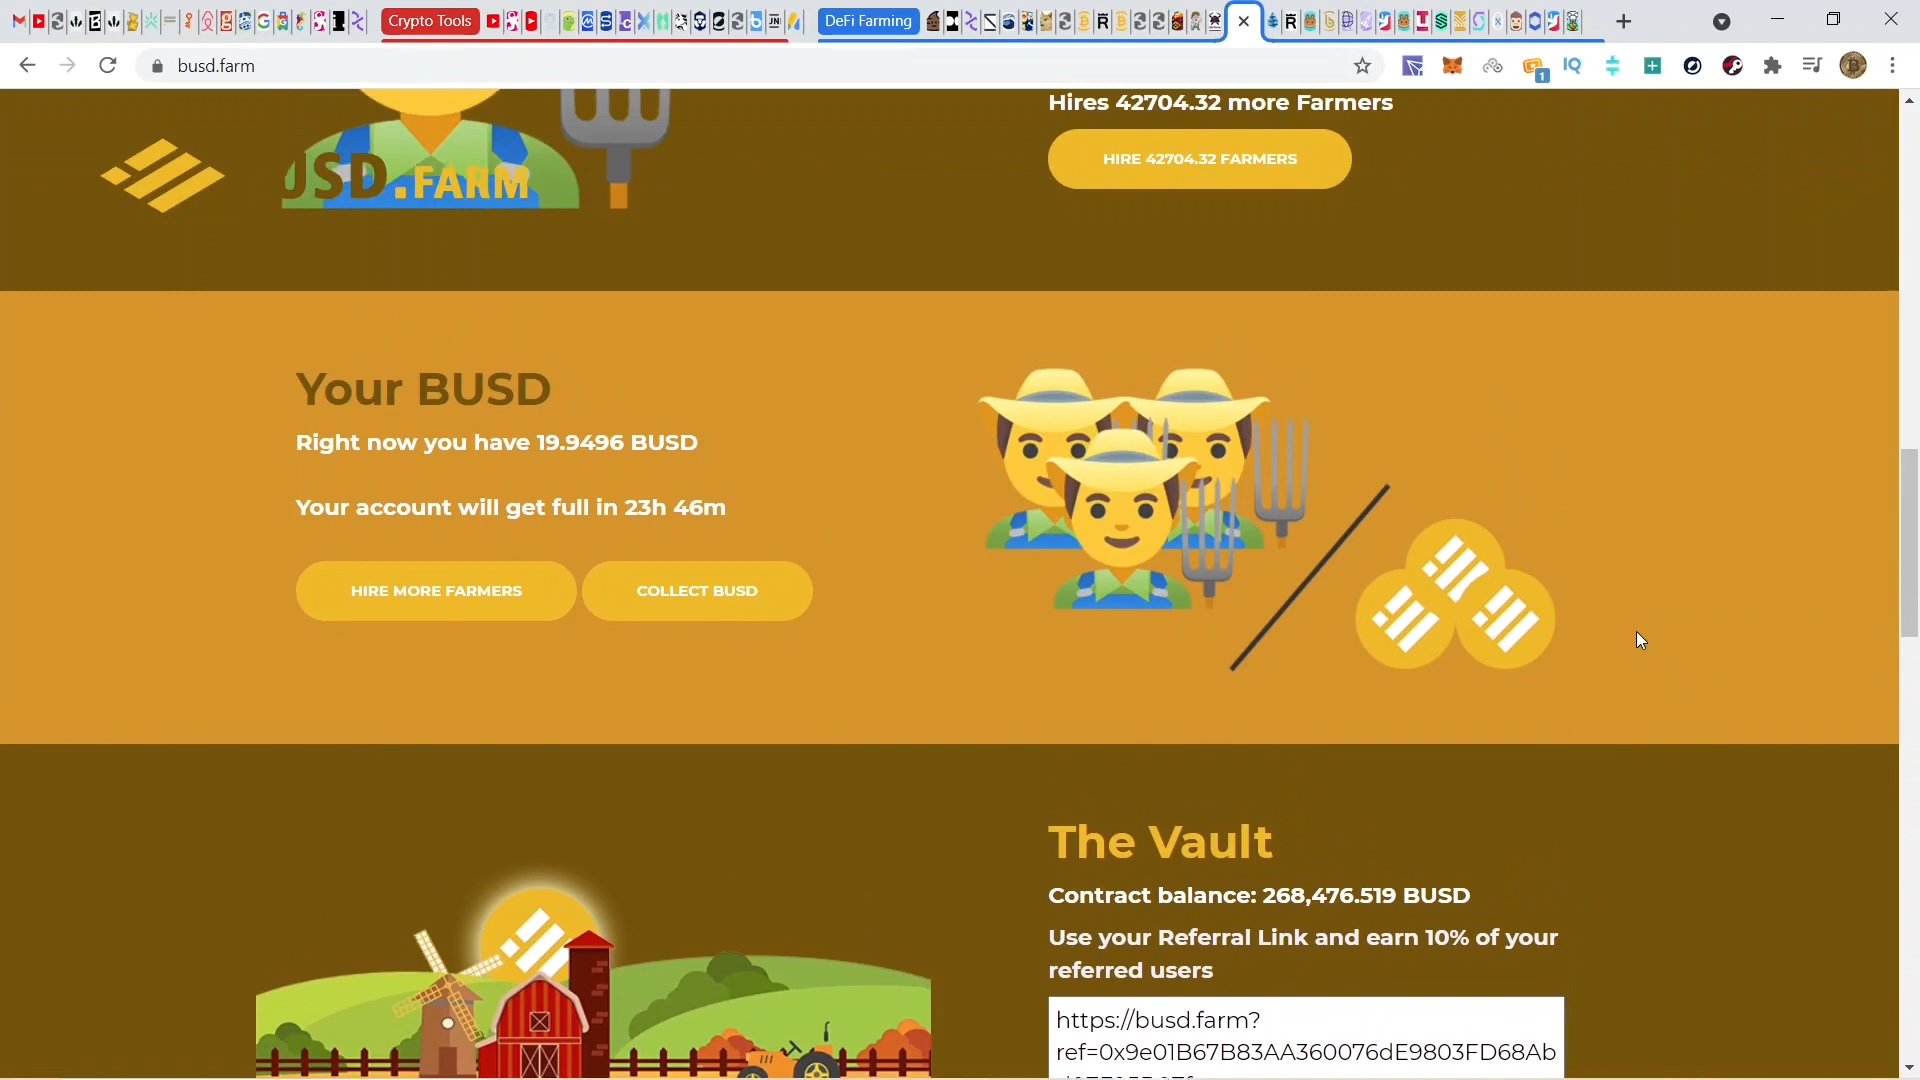 Crypto Tools
DeFi Farming
busd.farm
1
Hires 42704.32 more Farmers
HIRE 42704.32 FARMERS
USD.FARM
Your BUSD
Right now you have 19.9496 BUSD
Your account will get full in 23h 46m
HIRE MORE FARMERS
COLLECT BUSD
The Vault
Contract balance: 268,476.519 BUSD
Use your Referral Link and earn 10% of your
referred users
https://busd.farm?
ref=0x9e01B67B83AA360076dE9803FD68Ab